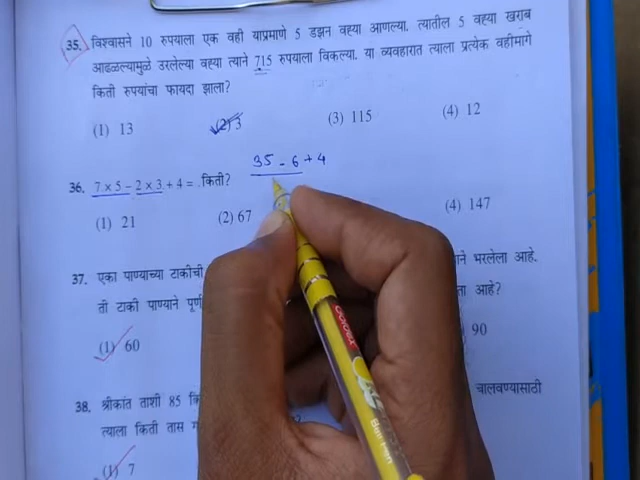 35. विश्वासने 10 रुपयाला एक वही याप्रमाणे 5 डझन वह्या आणल्या. त्यातील 5 वह्या खराब
आढळल्यामुळे उरलेल्या वह्या त्याने 715 रुपयाला विकल्या. या व्यवहारात त्याला प्रत्येक वहीमागे
किती रुपयांचा फायदा झाला?
(1) 13 (2) 3 (3) 115 (4) 12
35 - 6 + 4
36. 7 × 5 – 2 × 3 + 4 = . किती?
(1) 21 (2) 67 (4) 147
37. एका पाण्याच्या टाकीची ाने भरलेला आहे.
ती टाकी पाण्याने पूर्ण ता आहे?
(1) 60 90
38. श्रीकांत ताशी 85 कि चालवण्यासाठी
त्याला किती तास
(1) 7